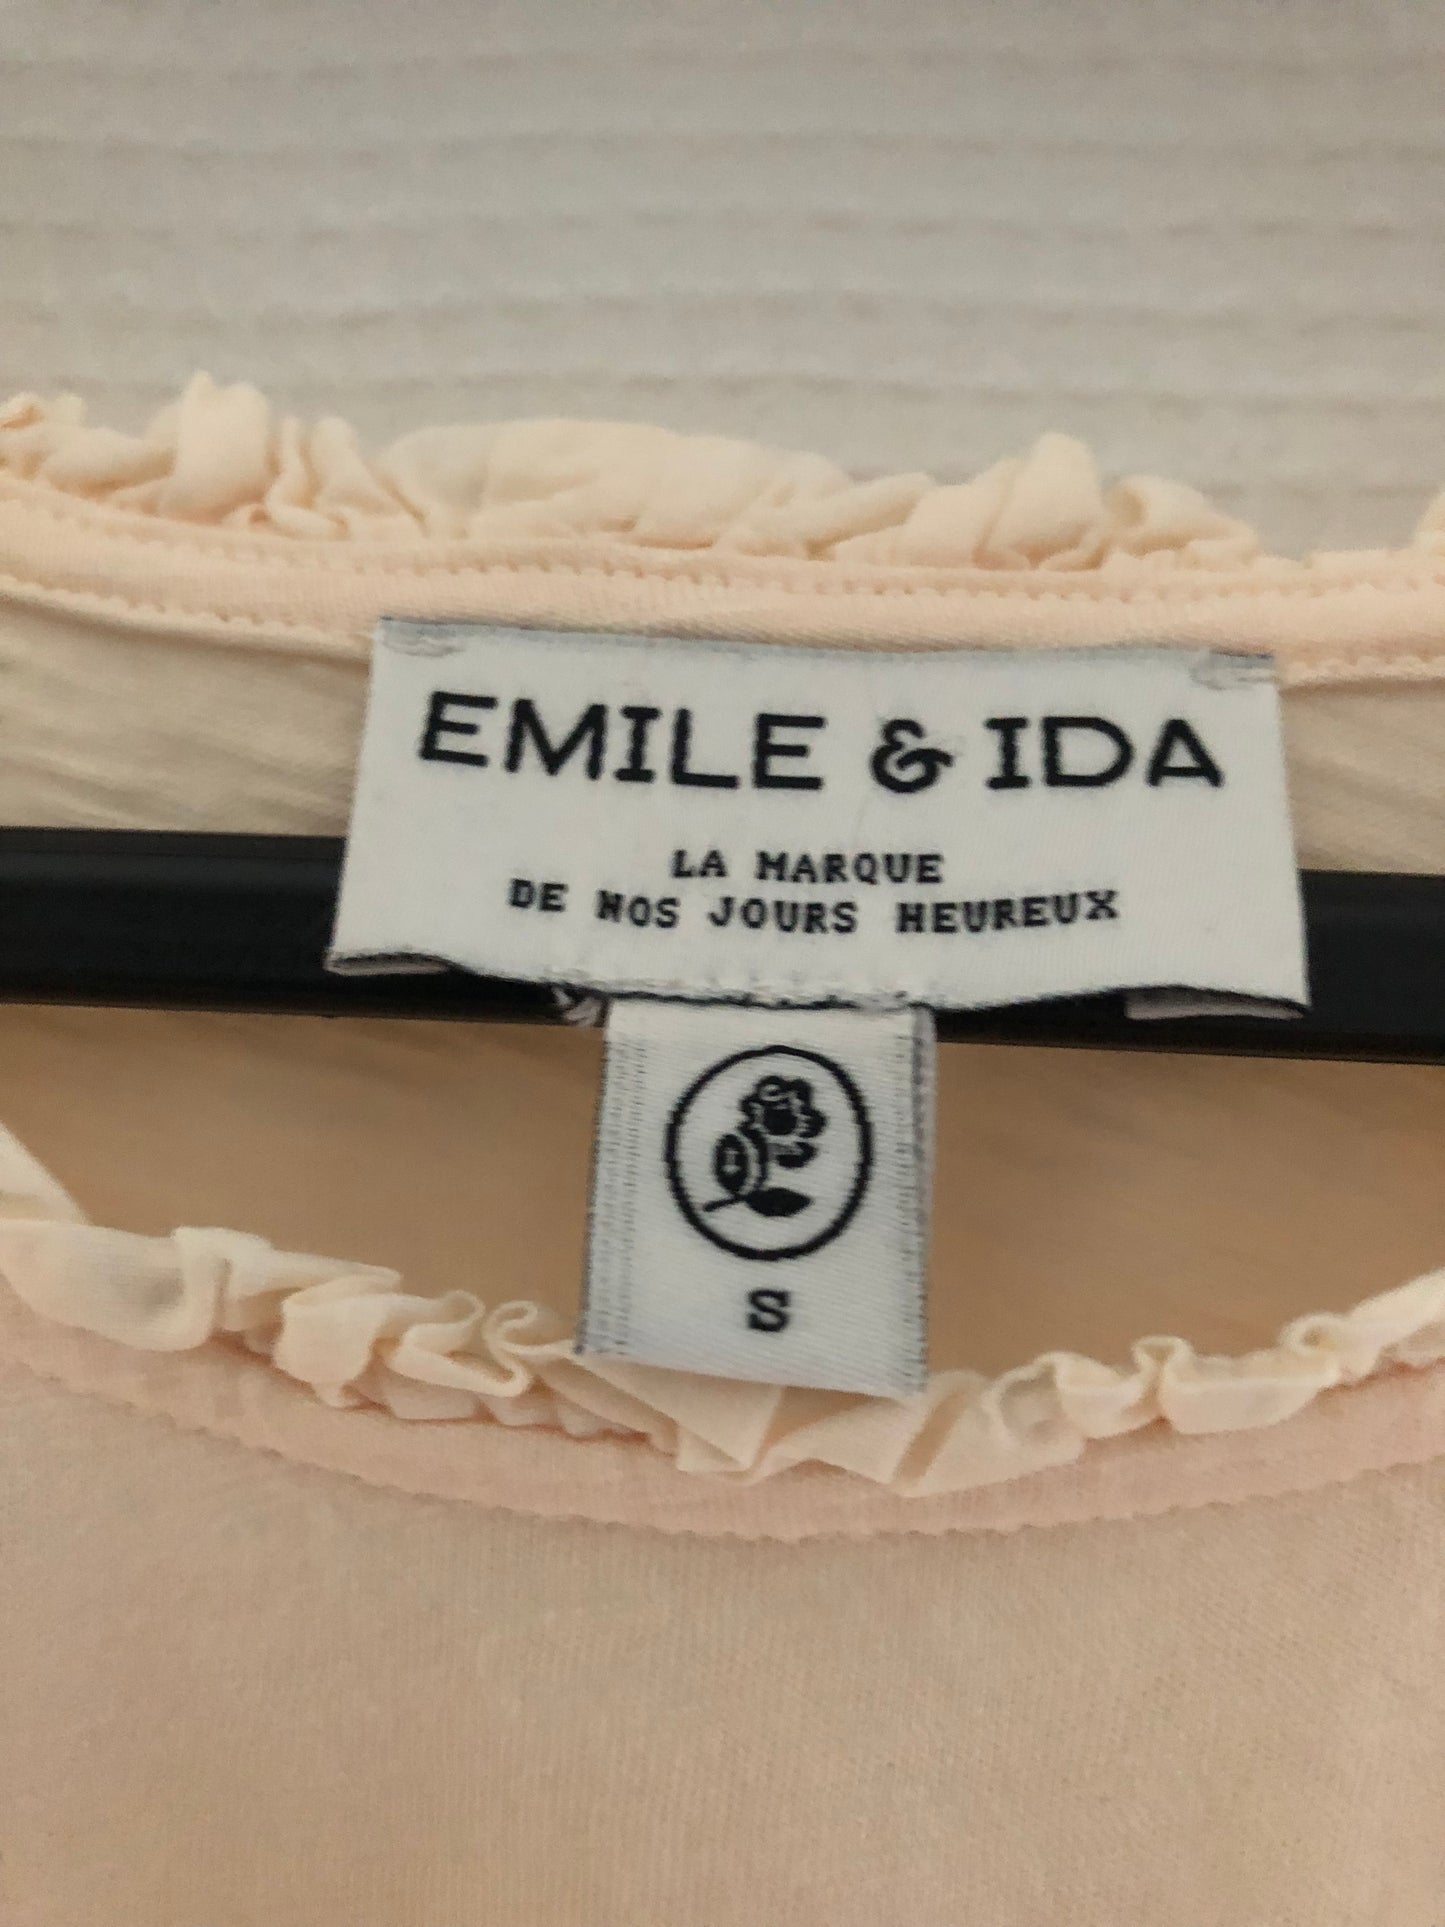 EMILE & IDA
LA MARQUE
DE NOS JOURS HEUREUX
S